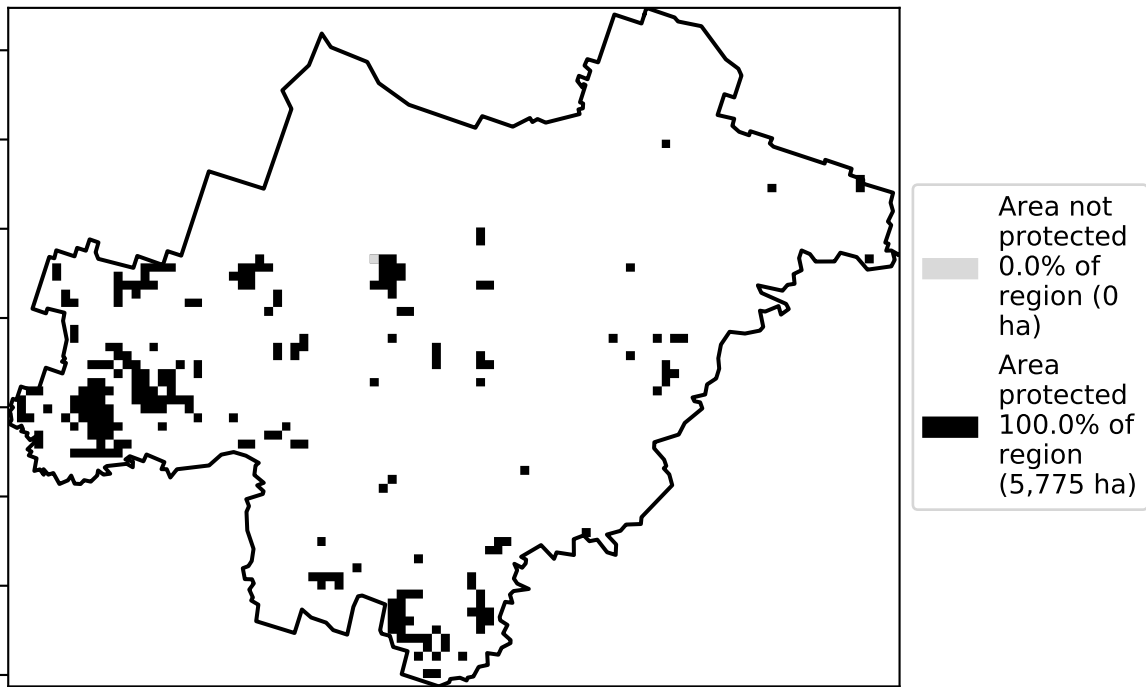 Area not
protected
0.0% of
region (0
ha)
Area
protected
100.0% of
region
(5,775 ha)